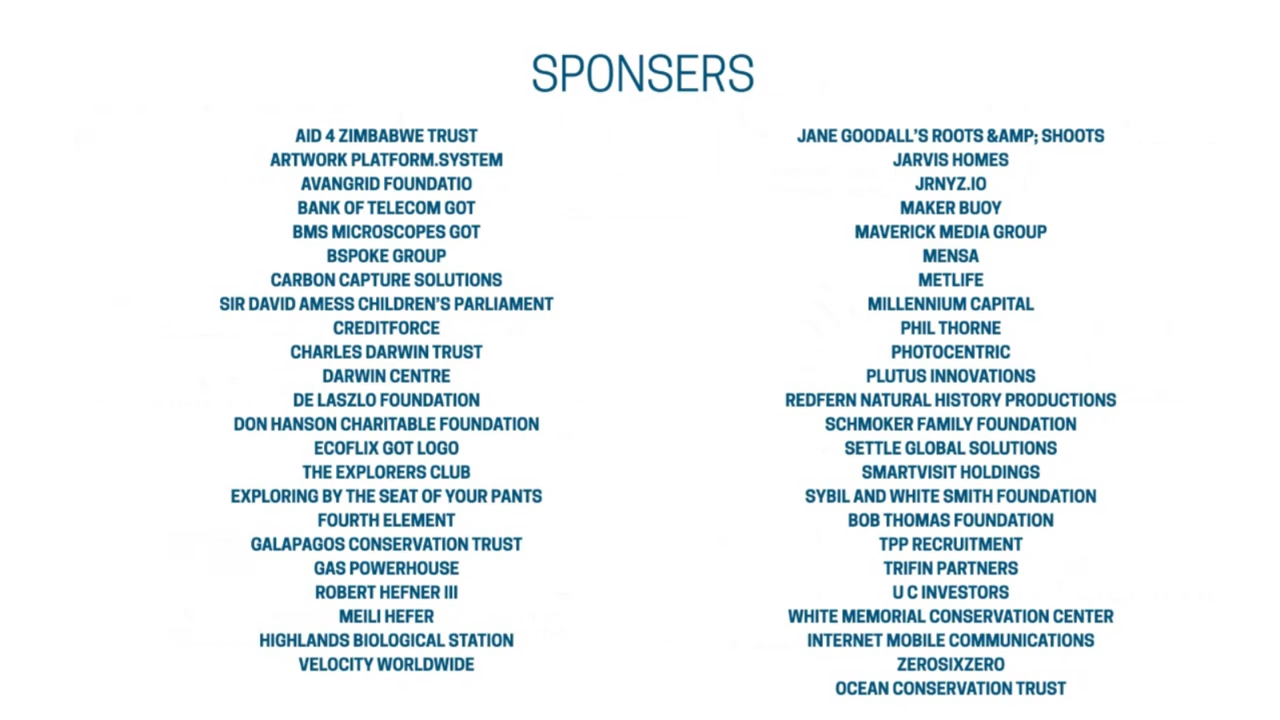 SPONSERS
AID 4 ZIMBABWE TRUST
ARTWORK PLATFORM.SYSTEM
AVANGRID FOUNDATIO
BANK OF TELECOM GOT
BMS MICROSCOPES GOT
BSPOKE GROUP
CARBON CAPTURE SOLUTIONS
SIR DAVID AMESS CHILDREN'S PARLIAMENT
CREDITFORCE
CHARLES DARWIN TRUST
DARWIN CENTRE
DE LASZLO FOUNDATION
DON HANSON CHARITABLE FOUNDATION
ECOFLIX GOT LOGO
THE EXPLORERS CLUB
EXPLORING BY THE SEAT OF YOUR PANTS
FOURTH ELEMENT
GALAPAGOS CONSERVATION TRUST
GAS POWERHOUSE
ROBERT HEFNER III
MEILI HEFER
HIGHLANDS BIOLOGICAL STATION
VELOCITY WORLDWIDE
JANE GOODALL'S ROOTS &AMP; SHOOTS
JARVIS HOMES
JRNYZ.IO
MAKER BUOY
MAVERICK MEDIA GROUP
MENSA
METLIFE
MILLENNIUM CAPITAL
PHIL THORNE
PHOTOCENTRIC
PLUTUS INNOVATIONS
REDFERN NATURAL HISTORY PRODUCTIONS
SCHMOKER FAMILY FOUNDATION
SETTLE GLOBAL SOLUTIONS
SMARTVISIT HOLDINGS
SYBIL AND WHITE SMITH FOUNDATION
BOB THOMAS FOUNDATION
TPP RECRUITMENT
TRIFIN PARTNERS
U C INVESTORS
WHITE MEMORIAL CONSERVATION CENTER
INTERNET MOBILE COMMUNICATIONS
ZEROSIXZERO
OCEAN CONSERVATION TRUST